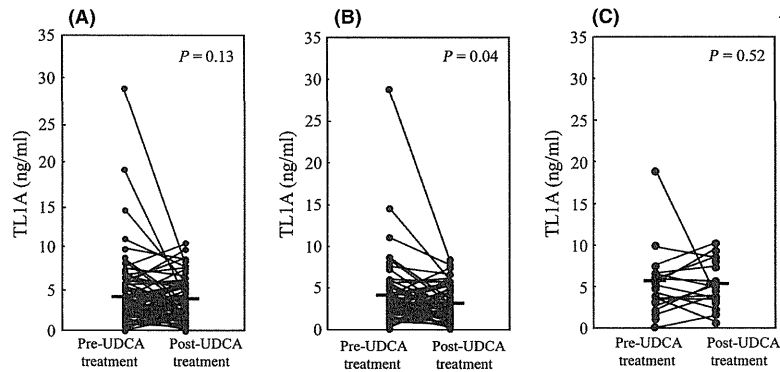 (A)
35
30
25
20
15
10
5
0
TL1A (ng/ml)
P = 0.13
Pre-UDCA treatment
Post-UDCA treatment
(B)
35
30
25
20
15
10
5
0
TL1A (ng/ml)
P = 0.04
Pre-UDCA treatment
Post-UDCA treatment
(C)
35
30
25
20
15
10
5
0
TL1A (ng/ml)
P = 0.52
Pre-UDCA treatment
Post-UDCA treatment